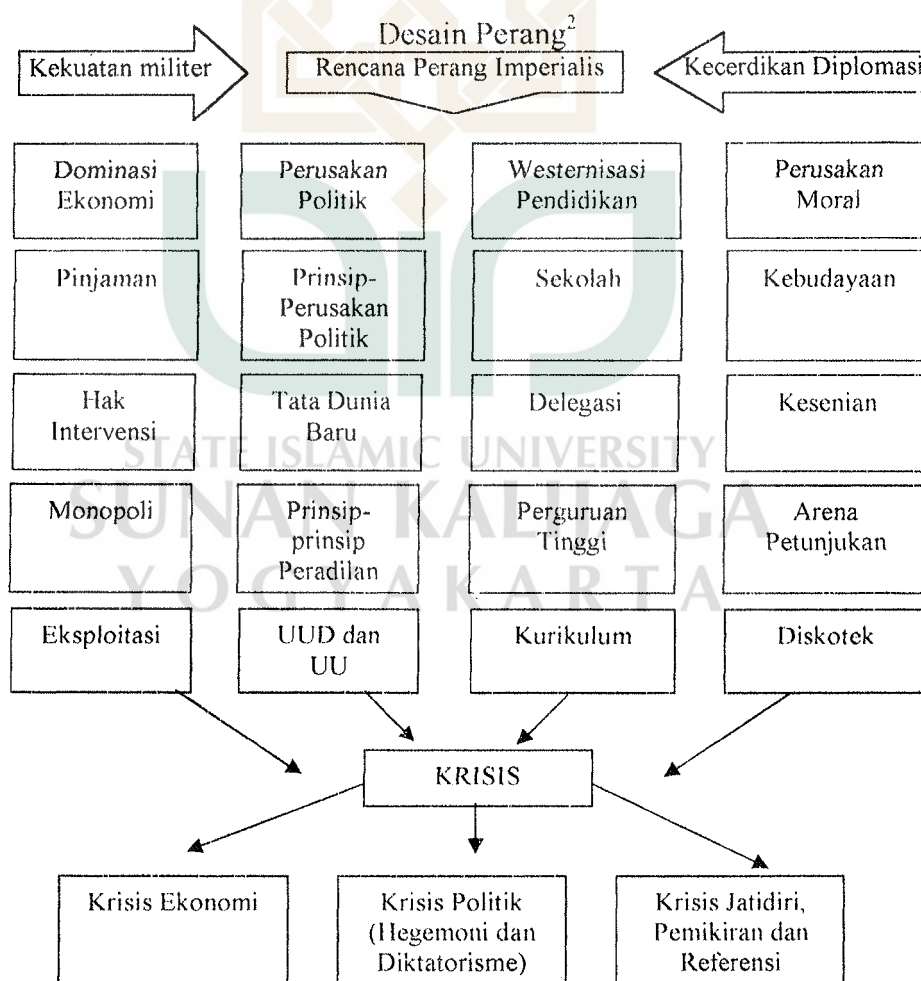 Desain Perang²
Kekuatan militer
Rencana Perang Imperialis
Kecerdikan Diplomasi
Dominasi
Ekonomi
Perusakan
Politik
Westernisasi
Pendidikan
Perusakan
Moral
Pinjaman
Prinsip-
Perusakan
Politik
Sekolah
Kebudayaan
Hak
Intervensi
Tata Dunia
Baru
Delegasi
Kesenian
STATE ISLAMIC UNIVERSITY
SUNAN KALIJAGA
YOGYAKARTA
Monopoli
Prinsip-
prinsip
Peradilan
Perguruan
Tinggi
Arena
Petunjukan
Eksploitasi
UUD dan
UU
Kurikulum
Diskotek
KRISIS
Krisis Ekonomi
Krisis Politik
(Hegemoni dan
Diktatorisme)
Krisis Jatidiri,
Pemikiran dan
Referensi